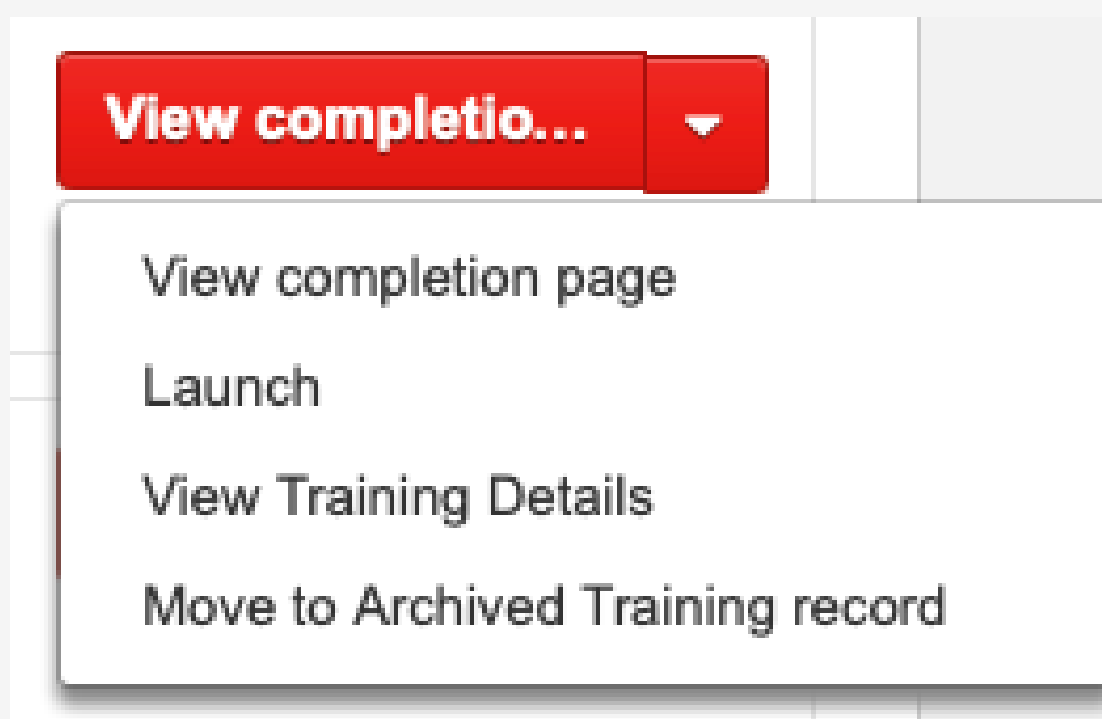 View completio...
View completion page
Launch
View Training Details
Move to Archived Training record